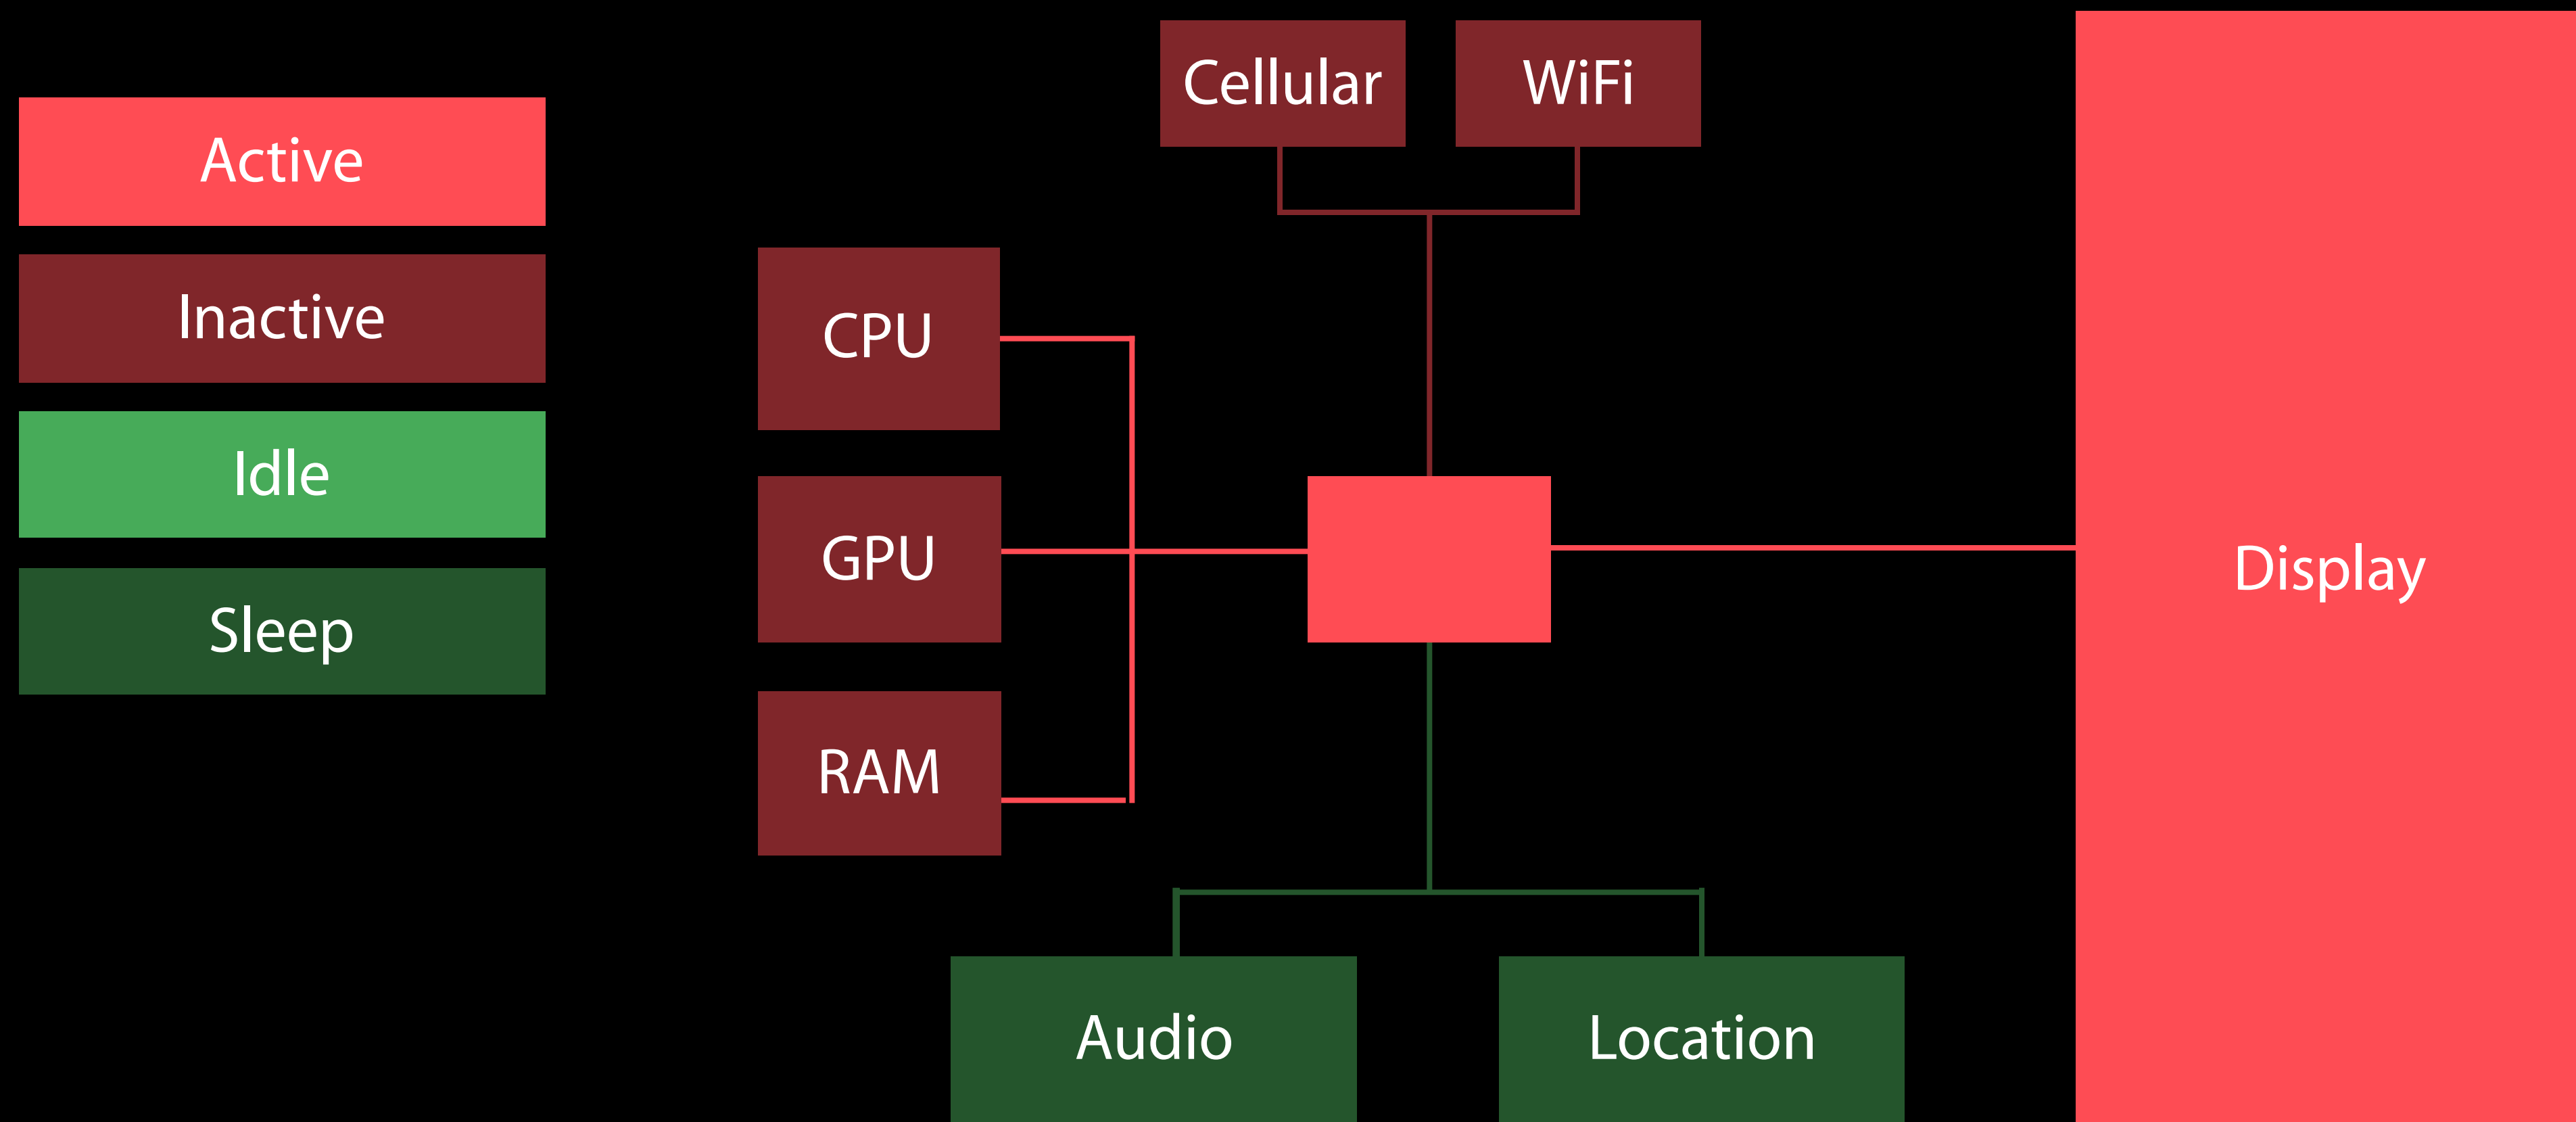 Active
Inactive
Idle
Sleep
Cellular
WiFi
CPU
GPU
RAM
Display
Audio
Location